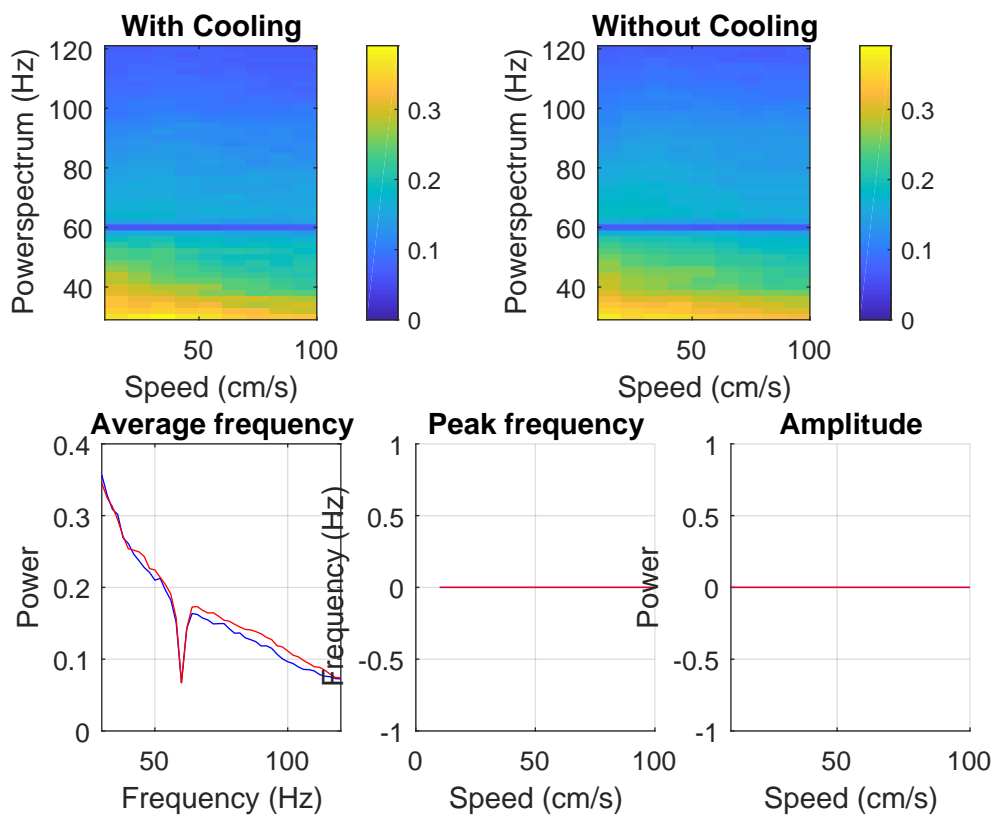 With Cooling
Powerspectrum (Hz)
120
100
80
60
40
50
100
Speed (cm/s)
0.3
0.2
0.1
0
Without Cooling
Powerspectrum (Hz)
120
100
80
60
40
50
100
Speed (cm/s)
0.3
0.2
0.1
0
Average frequency
Power
0.4
0.3
0.2
0.1
0
50
100
Frequency (Hz)
Peak frequency
Frequency (Hz)
1
0.5
0
-0.5
-1
0
50
100
Speed (cm/s)
Amplitude
Power
1
0.5
0
-0.5
-1
50
100
Speed (cm/s)